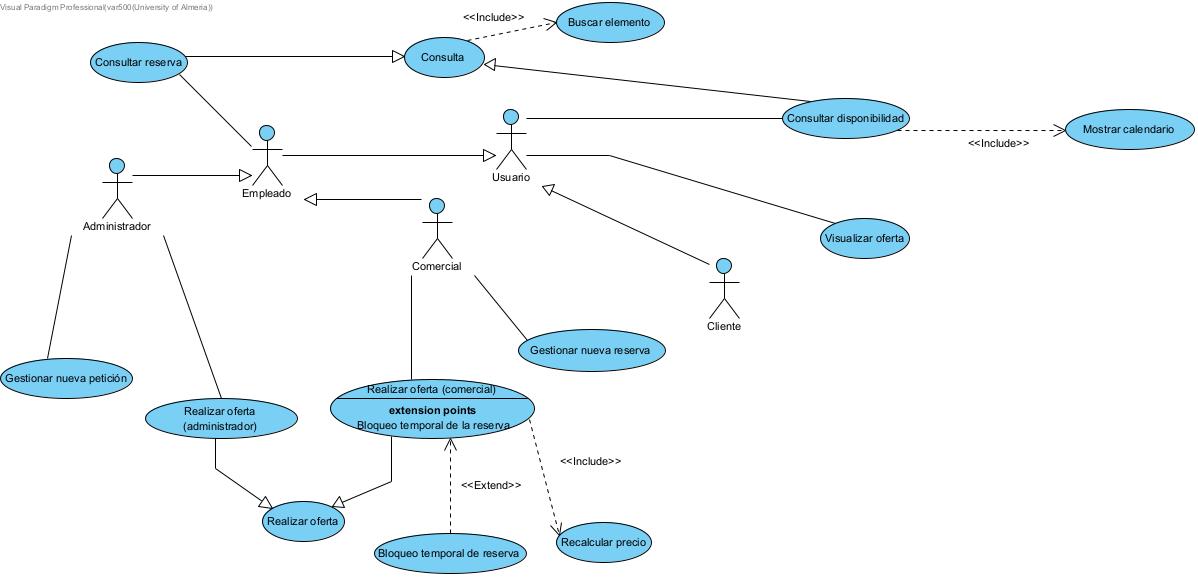 Visual Paradigm Professional(var500(University of Almeria))
<<Include>>
Buscar elemento
Consulta
Consultar reserva
Consultar disponibilidad
Mostrar calendario
<<Include>>
Usuario
Empleado
Administrador
Visualizar oferta
Comercial
Cliente
Gestionar nueva reserva
Gestionar nueva petición
Realizar oferta (comercial)
extension points
Bloqueo temporal de la reserva
Realizar oferta
(administrador)
<<Include>>
<<Extend>>
Realizar oferta
Recalcular precio
Bloqueo temporal de reserva